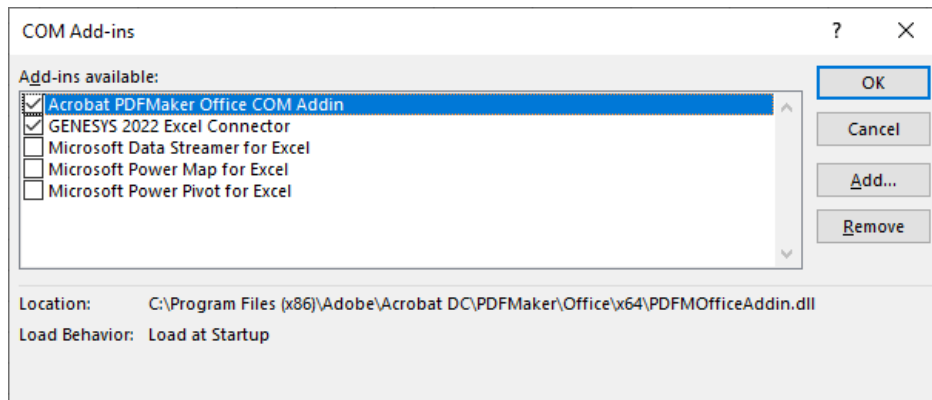 COM Add-ins
?
Add-ins available:
Acrobat PDFMaker Office COM Addin
GENESYS 2022 Excel Connector
Microsoft Data Streamer for Excel
Microsoft Power Map for Excel
Microsoft Power Pivot for Excel
OK
Cancel
Add...
Remove
Location: C:\Program Files (x86)\Adobe\Acrobat DC\PDFMaker\Office\x64\PDFMOfficeAddin.dll
Load Behavior: Load at Startup